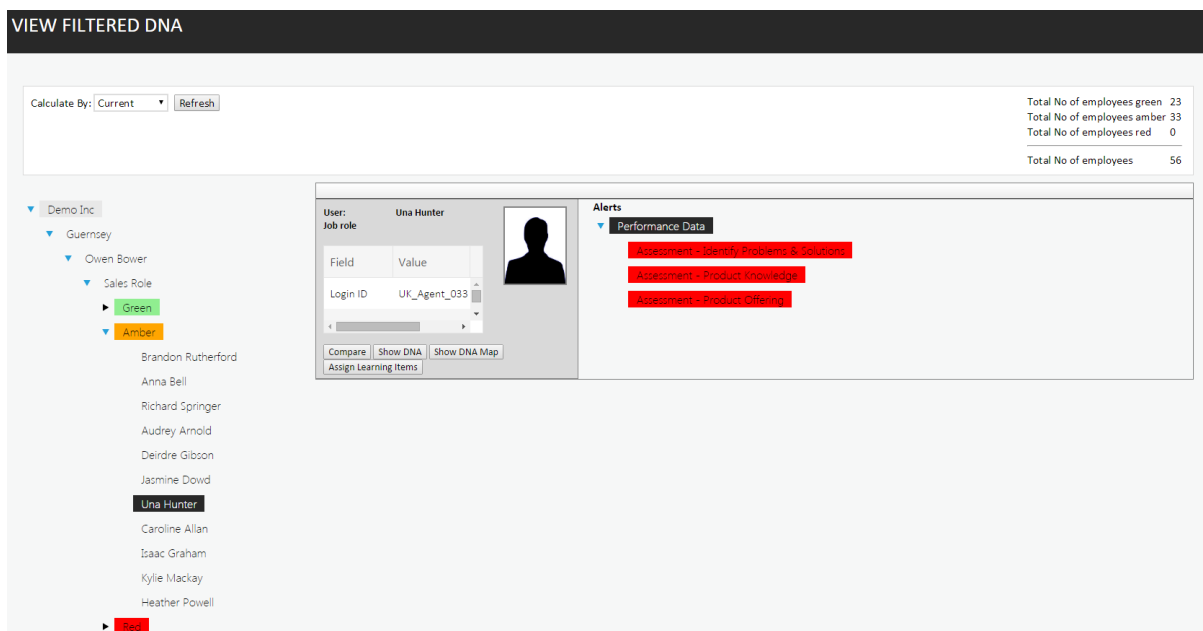 VIEW FILTERED DNA
Calculate By: Current Refresh
Total No of employees green 23
Total No of employees amber 33
Total No of employees red 0
Total No of employees 56
Demo Inc
Guernsey
Owen Bower
Sales Role
Green
Amber
Brandon Rutherford
Anna Bell
Richard Springer
Audrey Arnold
Deirdre Gibson
Jasmine Dowd
Una Hunter
Caroline Allan
Isaac Graham
Kylie Mackay
Heather Powell
Red
User: Una Hunter
Job role
Field Value
Login ID UK_Agent_033
Compare Show DNA Show DNA Map
Assign Learning Items
Alerts
Performance Data
Assessment - Identify Problems & Solutions
Assessment - Product Knowledge
Assessment - Product Offering